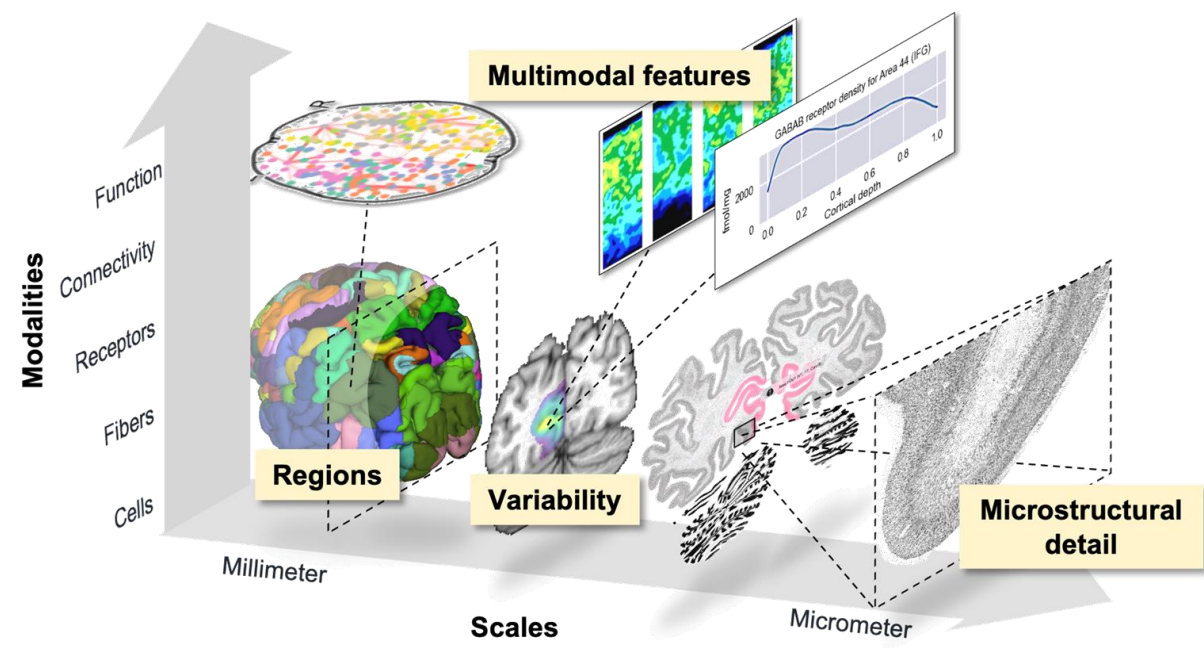 Multimodal features
GABAB receptor density for Area 44 (IFG)
fmol/mg
2000
0
0.0
0.2
0.4
0.6
0.8
1.0
Cortical depth
R
Modalities
Function
Connectivity
Receptors
Fibers
Cells
Regions
Variability
Microstructural
detail
Millimeter
Micrometer
Scales